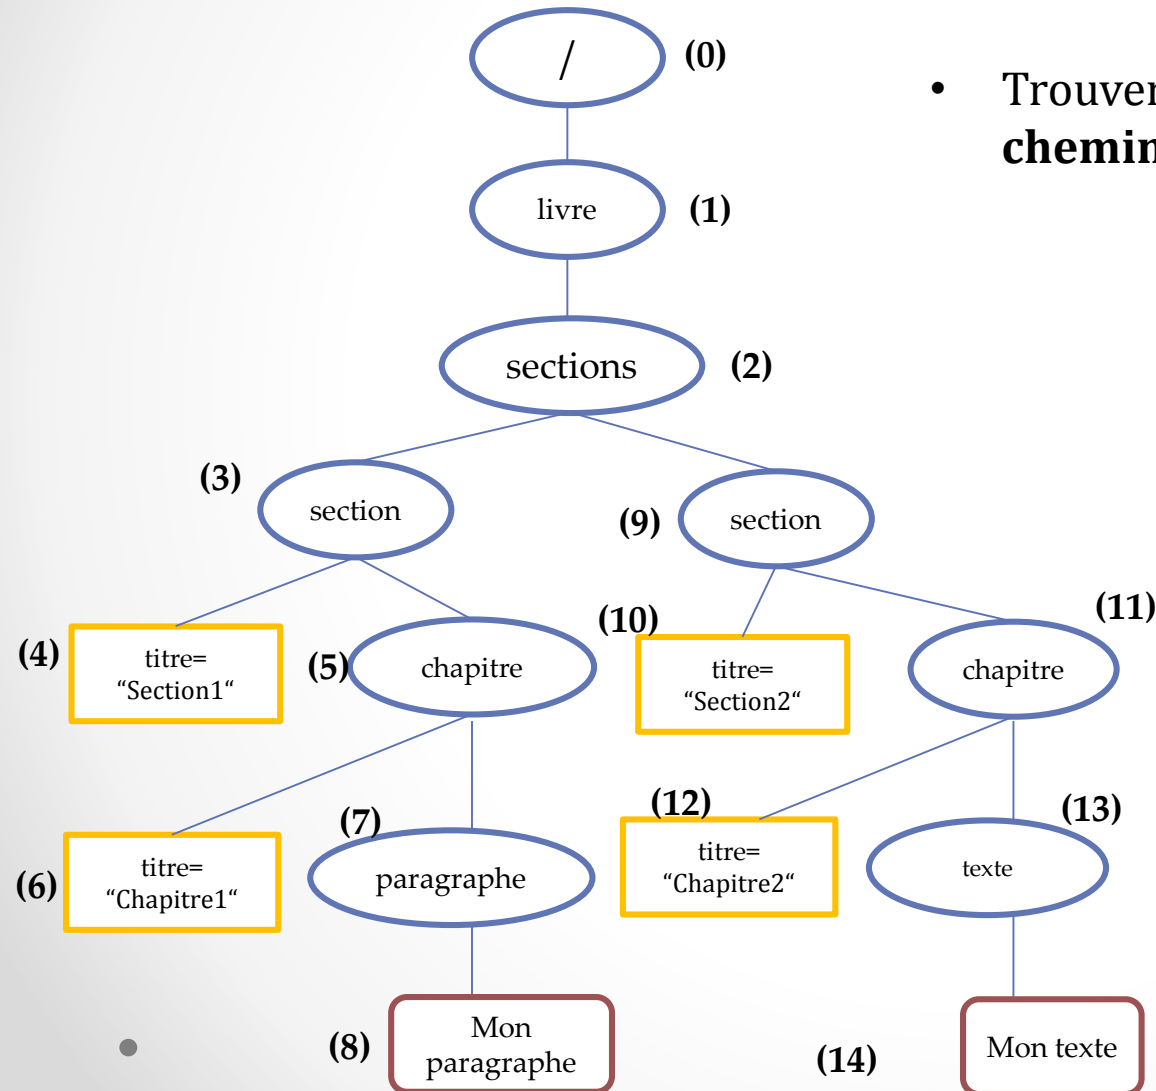 /
(0)
• Trouver
chemin
livre
(1)
sections
(2)
(3)
section
(9)
section
(4)
titre=
“Section1“
(5)
chapitre
(10)
titre=
“Section2“
(11)
chapitre
(6)
titre=
“Chapitre1“
(7)
paragraphe
(12)
titre=
“Chapitre2“
(13)
texte
(8)
Mon
paragraphe
(14)
Mon texte